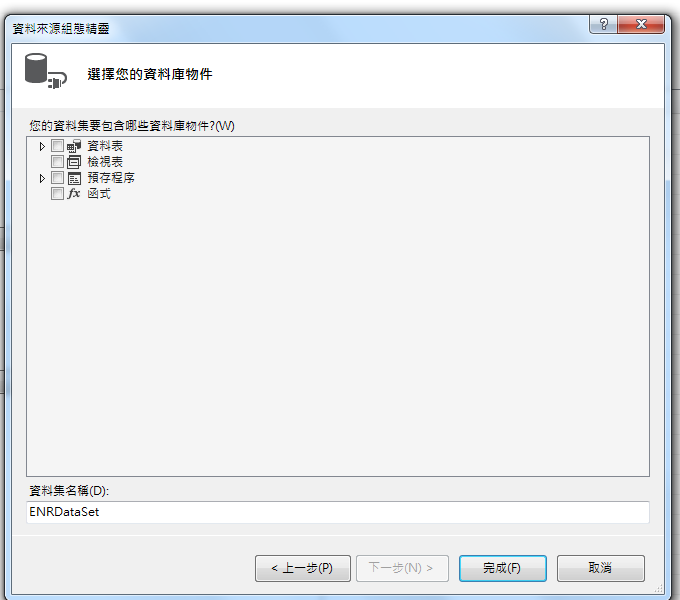 資料來源組態精靈
選擇您的資料庫物件
您的資料集要包含哪些資料庫物件?(W)
資料表
檢視表
預存程序
fx 函式
資料集名稱(D):
ENRDataSet
< 上一步(P) 下一步(N) > 完成(F) 取消